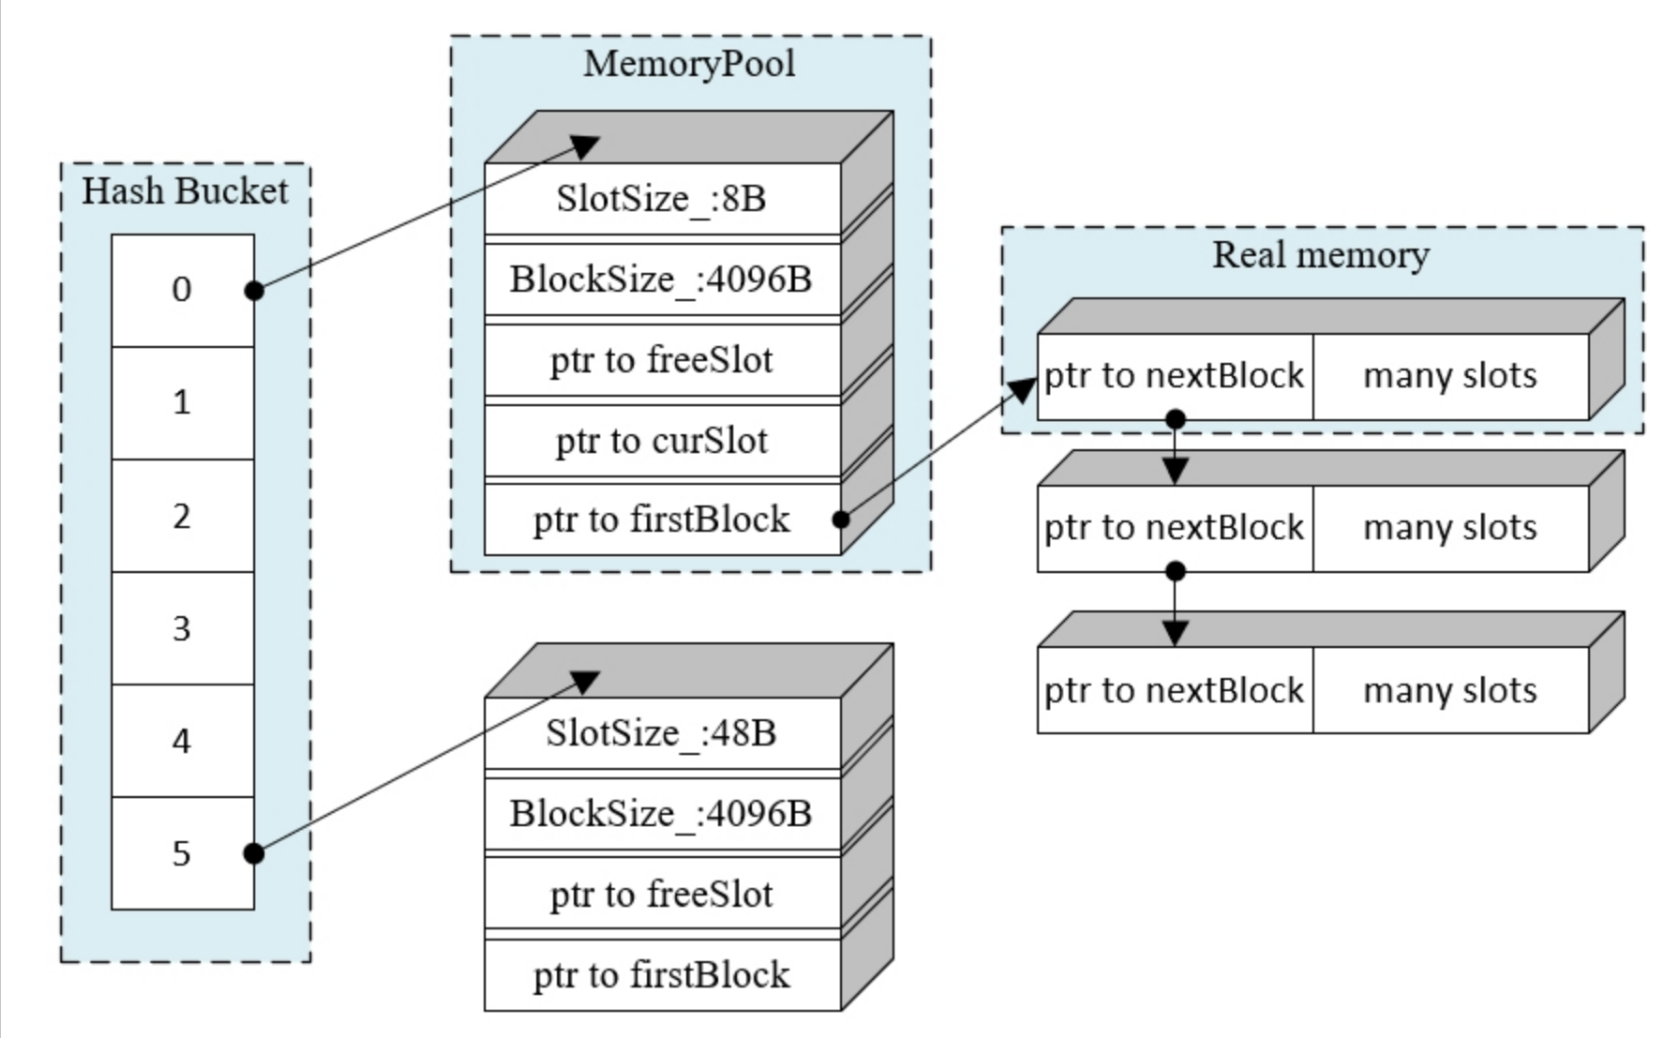 Hash Bucket
0
1
2
3
4
5
MemoryPool
SlotSize_:8B
BlockSize_:4096B
ptr to freeSlot
ptr to curSlot
ptr to firstBlock
SlotSize_:48B
BlockSize_:4096B
ptr to freeSlot
ptr to firstBlock
Real memory
ptr to nextBlock many slots
ptr to nextBlock many slots
ptr to nextBlock many slots